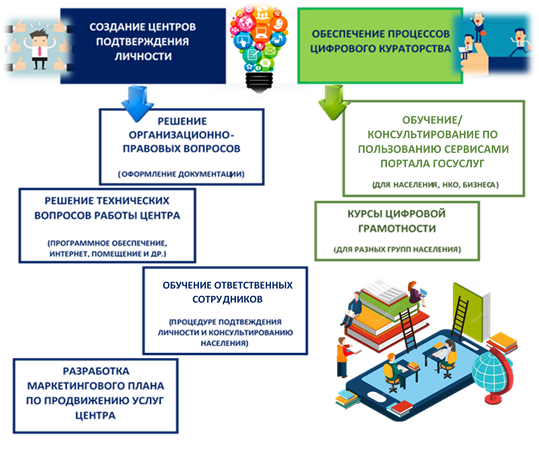 СОЗДАНИЕ ЦЕНТРОВ
ПОДТВЕРЖДЕНИЯ
ЛИЧНОСТИ
ОБЕСПЕЧЕНИЕ ПРОЦЕССОВ
ЦИФРОВОГО КУРАТОРСТВА
РЕШЕНИЕ
ОРГАНИЗАЦИОННО-
ПРАВОВЫХ ВОПРОСОВ
(ОФОРМЛЕНИЕ ДОКУМЕНТАЦИИ)
РЕШЕНИЕ ТЕХНИЧЕСКИХ
ВОПРОСОВ РАБОТЫ ЦЕНТРА
(ПРОГРАММНОЕ ОБЕСПЕЧЕНИЕ,
ИНТЕРНЕТ, ПОМЕЩЕНИЕ И ДР.)
ОБУЧЕНИЕ ОТВЕТСТВЕННЫХ
СОТРУДНИКОВ
(ПРОЦЕДУРЕ ПОДТВЕЖДЕНИЯ
ЛИЧНОСТИ И КОНСУЛЬТИРОВАНИЮ
НАСЕЛЕНИЯ)
РАЗРАБОТКА
МАРКЕТИНГОВОГО ПЛАНА
ПО ПРОДВИЖЕНИЮ УСЛУГ
ЦЕНТРА
ОБУЧЕНИЕ/
КОНСУЛЬТИРОВАНИЕ ПО
ПОЛЬЗОВАНИЮ СЕРВИСАМИ
ПОРТАЛА ГОСУСЛУГ
(ДЛЯ НАСЕЛЕНИЯ, НКО, БИЗНЕСА)
КУРСЫ ЦИФРОВОЙ
ГРАМОТНОСТИ
(ДЛЯ РАЗНЫХ ГРУПП НАСЕЛЕНИЯ)